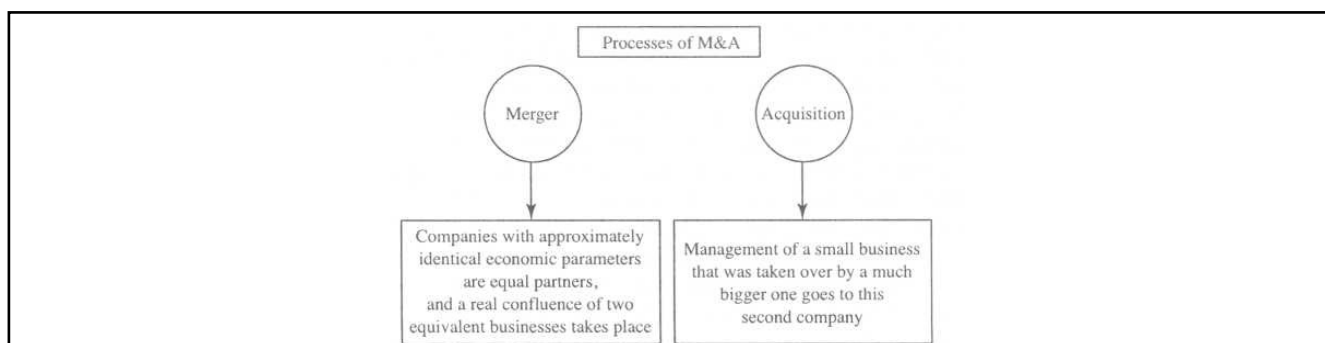 Processes of M&A
Merger
Acquisition
Companies with approximately
identical economic parameters
are equal partners,
and a real confluence of two
equivalent businesses takes place
Management of a small business
that was taken over by a much
bigger one goes to this
second company